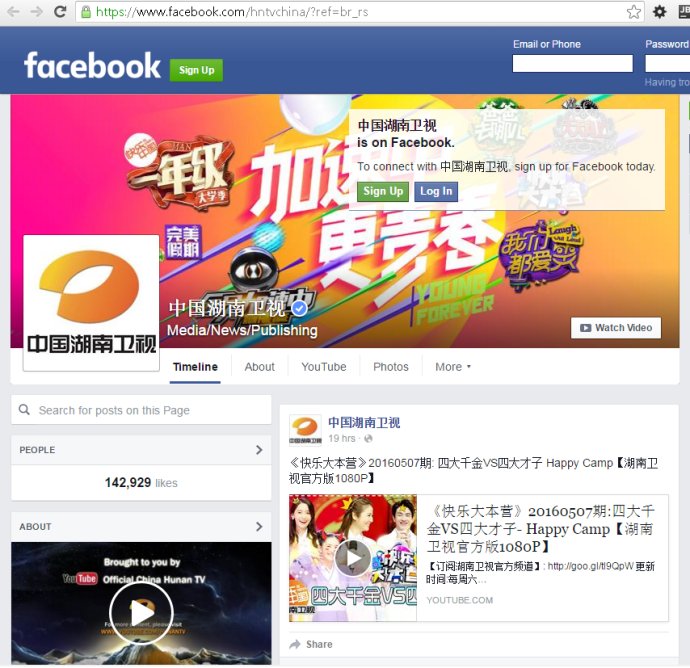 https://www.facebook.com/hntvchina/?ref=br_rs
Email or Phone
Password
facebook
Sign Up
Having tro
中国湖南卫视
is on Facebook.
To connect with 中国湖南卫视, sign up for Facebook today.
Sign Up
Log In
快乐中国
一年级
大学季
加速
更青春
完美
假期
YOUNG
FOREVER
我们
都爱笑
Laugh
Out Loud
中国湖南卫视
中国湖南卫视
Media/News/Publishing
Watch Video
Timeline
About
YouTube
Photos
More
Search for posts on this Page
PEOPLE
142,929 likes
ABOUT
Brought to you by
YouTube Official China Hunan TV
中国湖南卫视
19 hrs ·
《快乐大本营》20160507期: 四大千金VS四大才子 Happy Camp【湖南卫
视官方版1080P】
《快乐大本营》20160507期:四大千
金VS四大才子- Happy Camp【湖南
卫视官方版1080P】
【订阅湖南卫视官方频道】: http://goo.gl/tl9QpW 更新
时间:每周六...
YOUTUBE.COM
四大千金VS四
Share